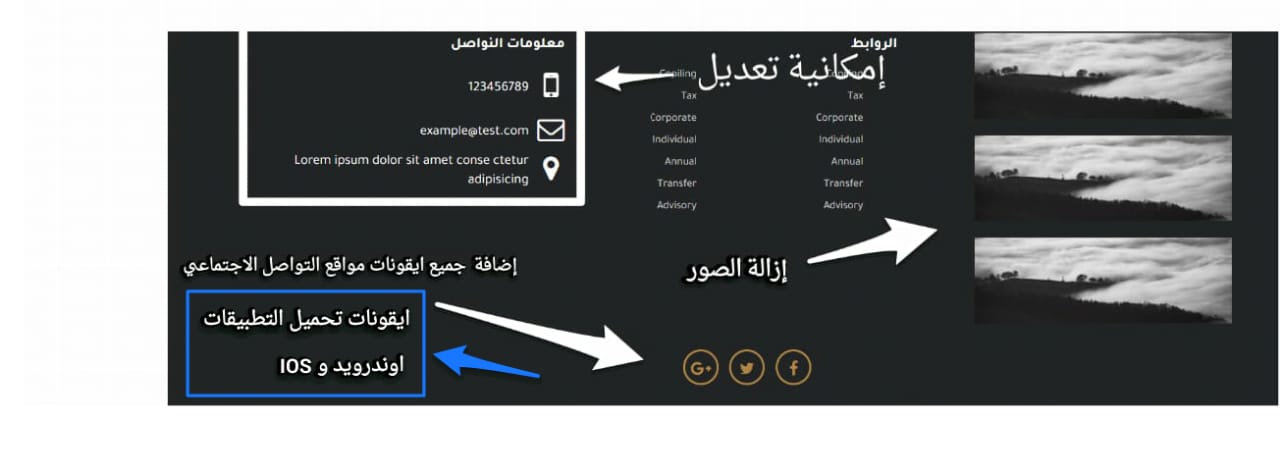 الروابط
Copiling
Tax
Corporate
Individual
Annual
Transfer
Advisory
Copiling
Tax
Corporate
Individual
Annual
Transfer
Advisory
إمكانية تعديل
معلومات التواصل
123456789
example@test.com
Lorem ipsum dolor sit amet conse ctetur
adipisicing
إزالة الصور
إضافة جميع ايقونات مواقع التواصل الاجتماعي
ايقونات تحميل التطبيقات
اوندرويد و IOS
G+
f